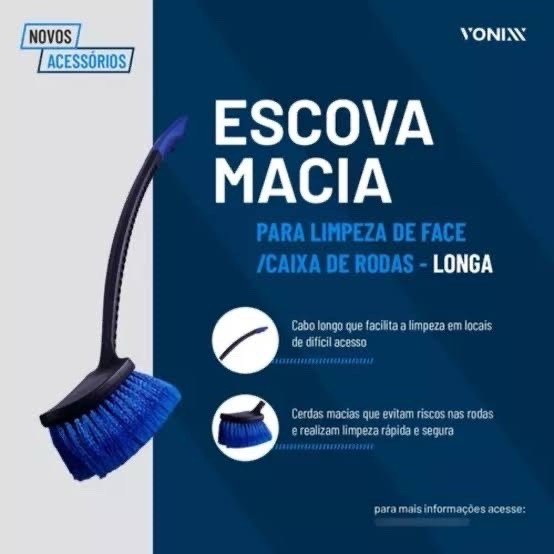 NOVOS
ACESSÓRIOS
VONIXX
ESCOVA
MACIA
PARA LIMPEZA DE FACE
/CAIXA DE RODAS - LONGA
Cabo longo que facilita a limpeza em locais
de difícil acesso
Cerdas macias que evitam riscos nas rodas
e realizam limpeza rápida e segura
para mais informações acesse: